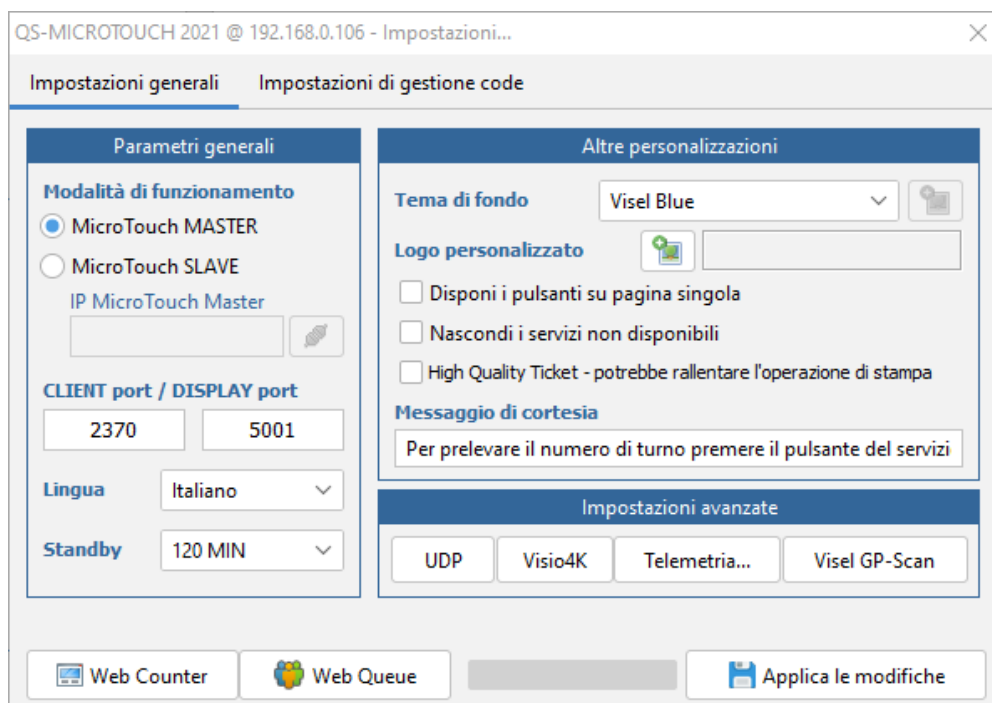 QS-MICROTOUCH 2021 @ 192.168.0.106 - Impostazioni...
Impostazioni generali
Impostazioni di gestione code
Parametri generali
Modalità di funzionamento
MicroTouch MASTER
MicroTouch SLAVE
IP MicroTouch Master
CLIENT port / DISPLAY port
2370
5001
Lingua
Italiano
Standby
120 MIN
Altre personalizzazioni
Tema di fondo
Visel Blue
Logo personalizzato
Disponi i pulsanti su pagina singola
Nascondi i servizi non disponibili
High Quality Ticket - potrebbe rallentare l'operazione di stampa
Messaggio di cortesia
Per prelevare il numero di turno premere il pulsante del servizi
Impostazioni avanzate
UDP
Visio4K
Telemetria...
Visel GP-Scan
Web Counter
Web Queue
Applica le modifiche